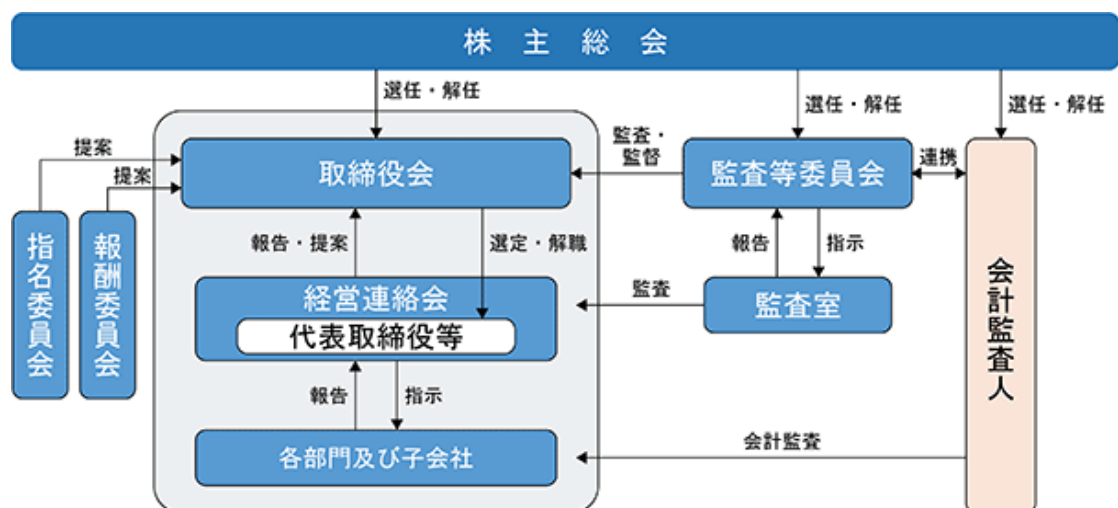 株主総会
選任・解任
選任・解任
選任・解任
提案
提案
取締役会
監査・
監督
監査等委員会
連携
指名委員会
報酬委員会
報告・提案
選定・解職
報告
指示
会計監査人
経営連絡会
代表取締役等
監査
監査室
報告
指示
各部門及び子会社
会計監査